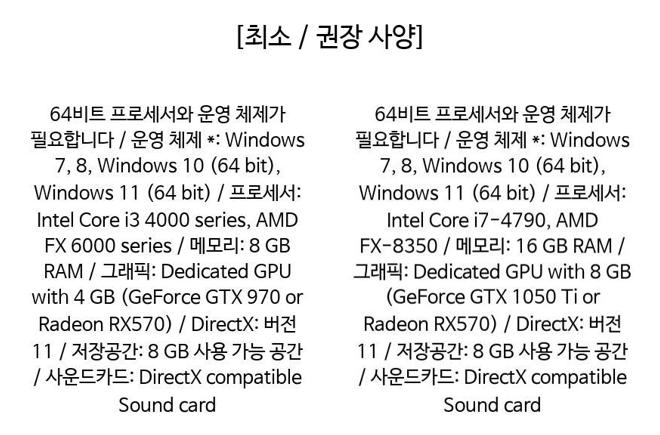 [최소 / 권장 사양]
64비트 프로세서와 운영 체제가
필요합니다 / 운영 체제 *: Windows
7, 8, Windows 10 (64 bit),
Windows 11 (64 bit) / 프로세서:
Intel Core i3 4000 series, AMD
FX 6000 series / 메모리: 8 GB
RAM / 그래픽: Dedicated GPU
with 4 GB (GeForce GTX 970 or
Radeon RX570) / DirectX: 버전
11 / 저장공간: 8 GB 사용 가능 공간
/ 사운드카드: DirectX compatible
Sound card
64비트 프로세서와 운영 체제가
필요합니다 / 운영 체제 *: Windows
7, 8, Windows 10 (64 bit),
Windows 11 (64 bit) / 프로세서:
Intel Core i7-4790, AMD
FX-8350 / 메모리: 16 GB RAM /
그래픽: Dedicated GPU with 8 GB
(GeForce GTX 1050 Ti or
Radeon RX570) / DirectX: 버전
11 / 저장공간: 8 GB 사용 가능 공간
/ 사운드카드: DirectX compatible
Sound card